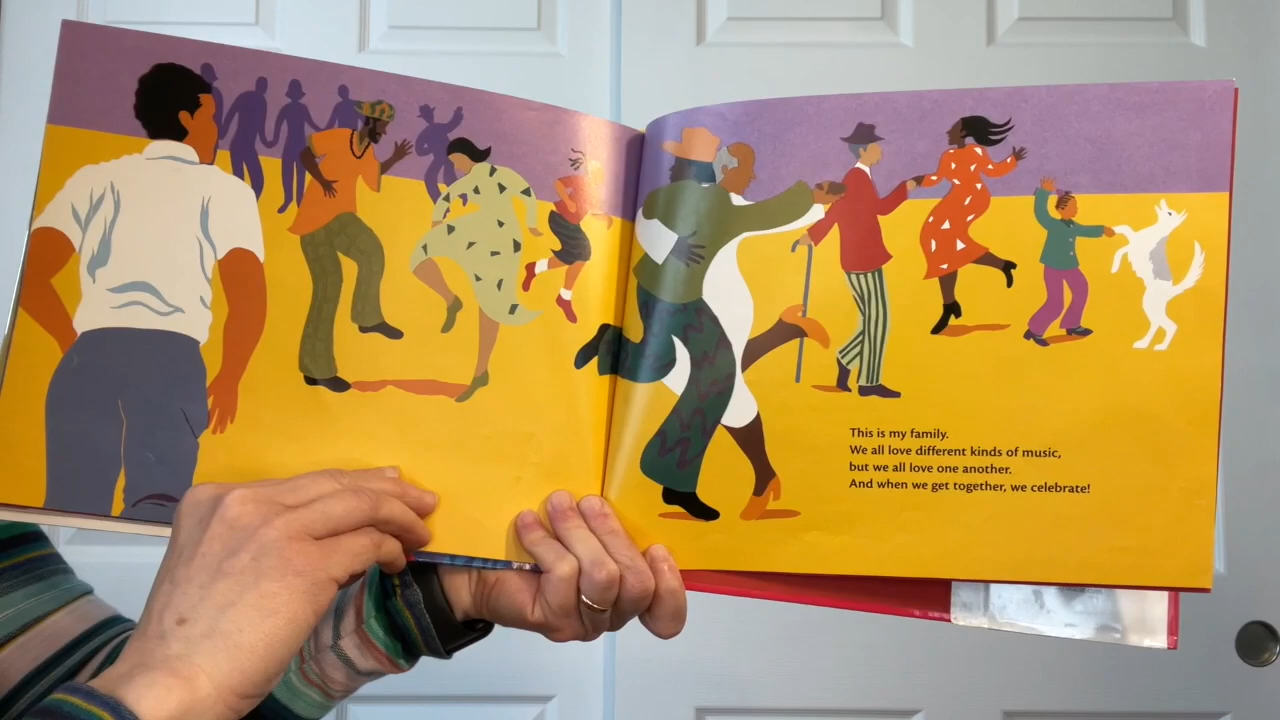 This is my family.
We all love different kinds of music,
but we all love one another.
And when we get together, we celebrate!